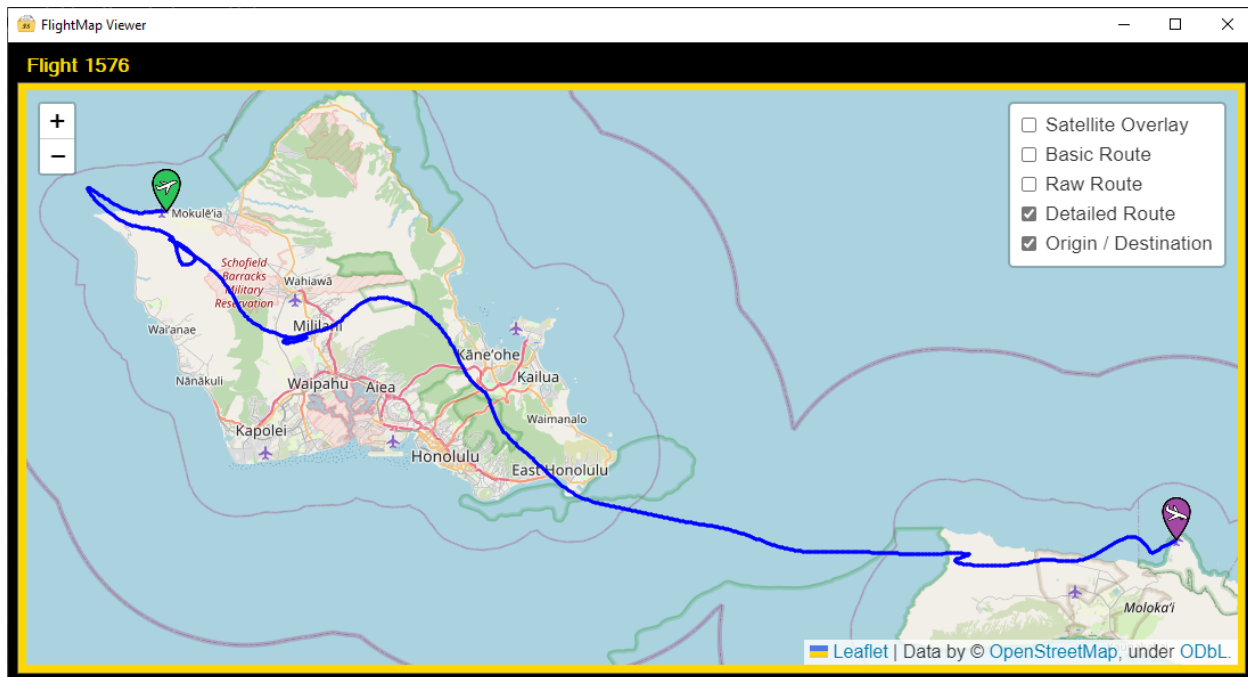 FlightMap Viewer
Flight 1576
+
−
Satellite Overlay
Basic Route
Raw Route
Detailed Route
Origin / Destination
Mokulē‘ia
Schofield
Barracks
Military
Reservation
Wahiawā
Wai‘anae
Mililani
Nānākuli
Waipahu
Aiea
Kāne‘ohe
Kailua
Waimanalo
Kapolei
Honolulu
East Honolulu
Moloka‘i
Leaflet | Data by © OpenStreetMap, under ODbL.